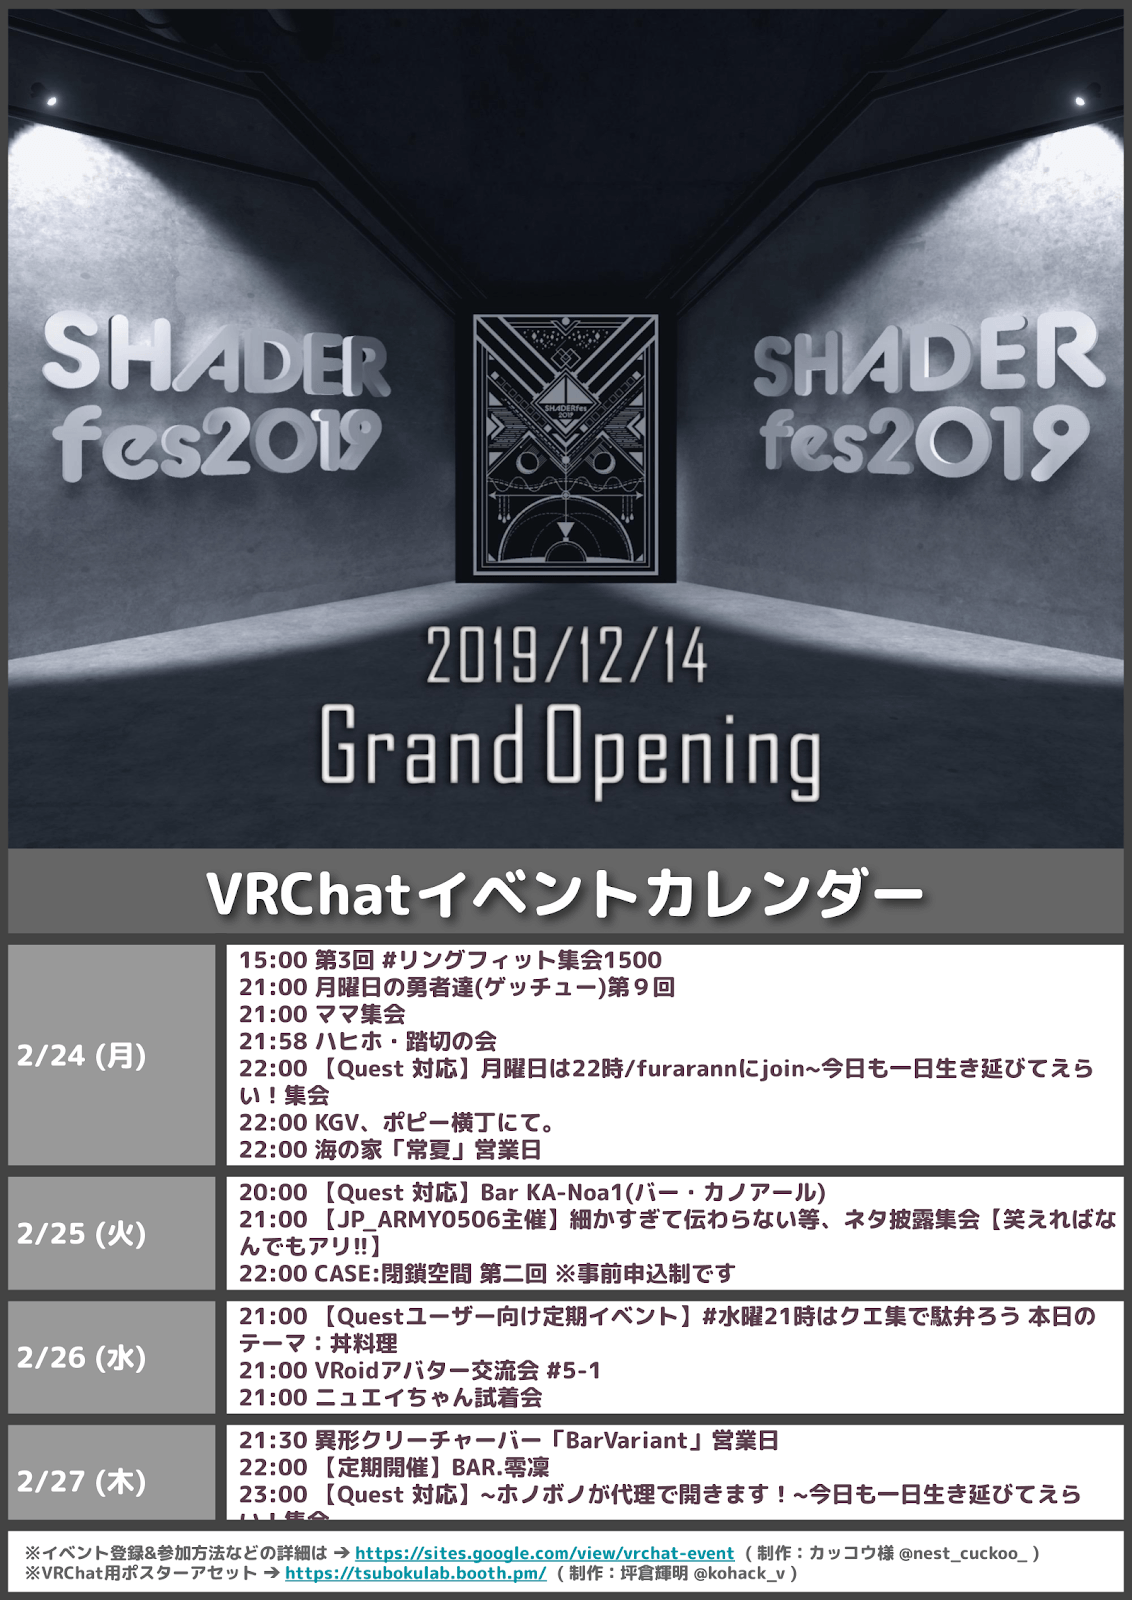 SHADER
fes2019
SHADER
fes2019
SHADERfes
2019
2019/12/14
Grand Opening
VRChatイベントカレンダー
2/24 (月)
15:00 第3回 #リングフィット集会1500
21:00 月曜日の勇者達(ゲッチュー)第９回
21:00 ママ集会
21:58 ハヒホ・踏切の会
22:00 【Quest 対応】月曜日は22時/furarannにjoin~今日も一日生き延びてえら
い！集会
22:00 KGV、ポピー横丁にて。
22:00 海の家「常夏」営業日
2/25 (火)
20:00 【Quest 対応】Bar KA-Noa1(バー・カノアール)
21:00 【JP_ARMY0506主催】細かすぎて伝わらない等、ネタ披露集会【笑えればな
んでもアリ!!】
22:00 CASE:閉鎖空間 第二回 ※事前申込制です
2/26 (水)
21:00 【Questユーザー向け定期イベント】#水曜21時はクエ集で駄弁ろう 本日の
テーマ：丼料理
21:00 VRoidアバター交流会 #5-1
21:00 ニュエイちゃん試着会
2/27 (木)
21:30 異形クリーチャーバー「BarVariant」営業日
22:00 【定期開催】BAR.零凜
23:00 【Quest 対応】~ホノボノが代理で開きます！~今日も一日生き延びてえら
い！集会
※イベント登録&参加方法などの詳細は ➔ https://sites.google.com/view/vrchat-event ( 制作：カッコウ様 @nest_cuckoo_ )
※VRChat用ポスターアセット ➔ https://tsubokulab.booth.pm/ ( 制作：坪倉輝明 @kohack_v )